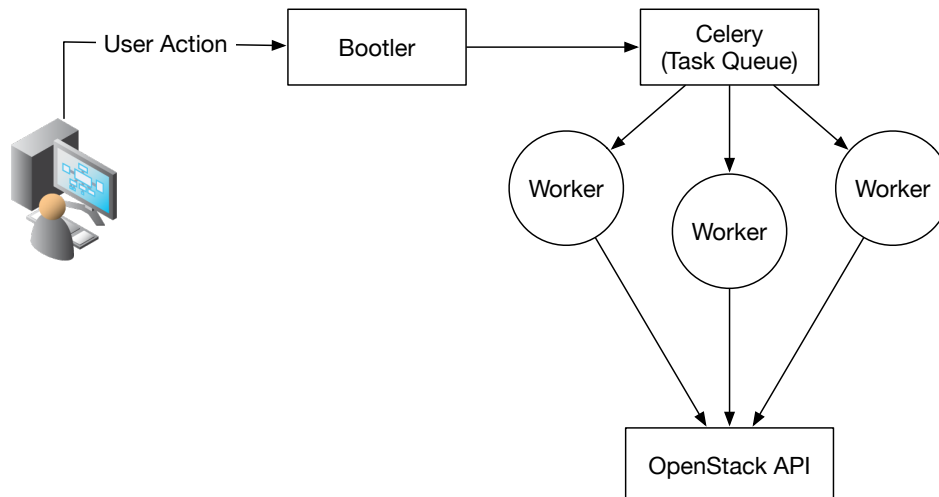 User Action
Bootler
Celery
(Task Queue)
Worker
Worker
Worker
OpenStack API